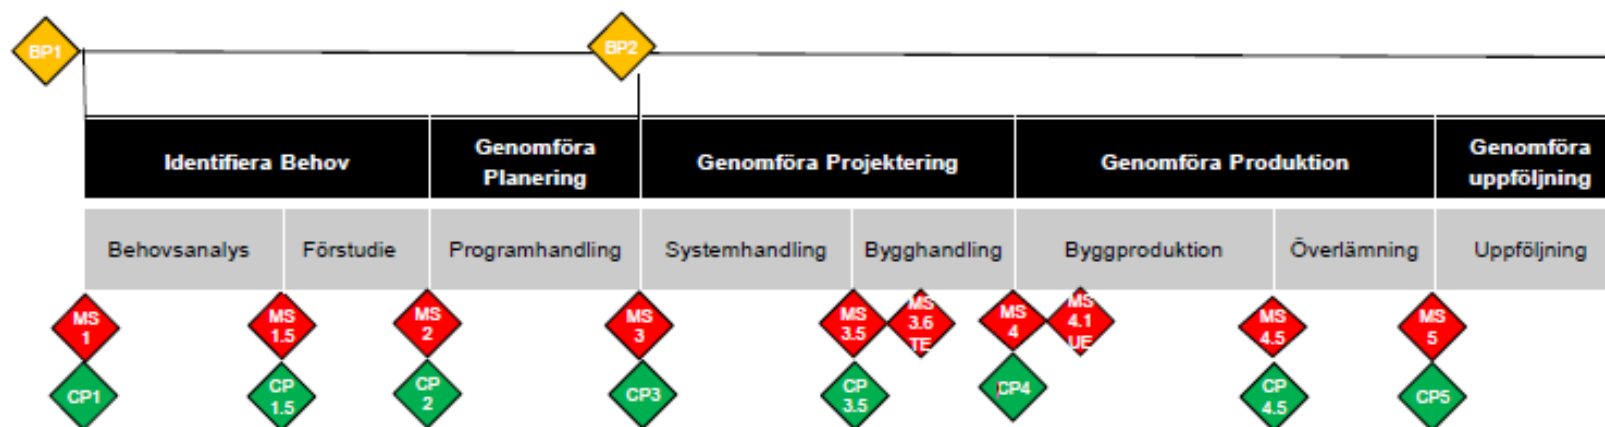 BP1
BP2
Identifiera Behov
Genomföra
Planering
Genomföra Projektering
Genomföra Produktion
Genomföra
uppföljning
Behovsanalys
Förstudie
Programhandling
Systemhandling
Bygghandling
Byggproduktion
Överlämning
Uppföljning
MS
1
MS
1.5
MS
2
MS
3
MS
3.5
MS
3.6
TE
MS
4
MS
4.1
UE
MS
4.5
MS
5
CP1
CP
1.5
CP
2
CP3
CP
3.5
CP4
CP
4.5
CP5